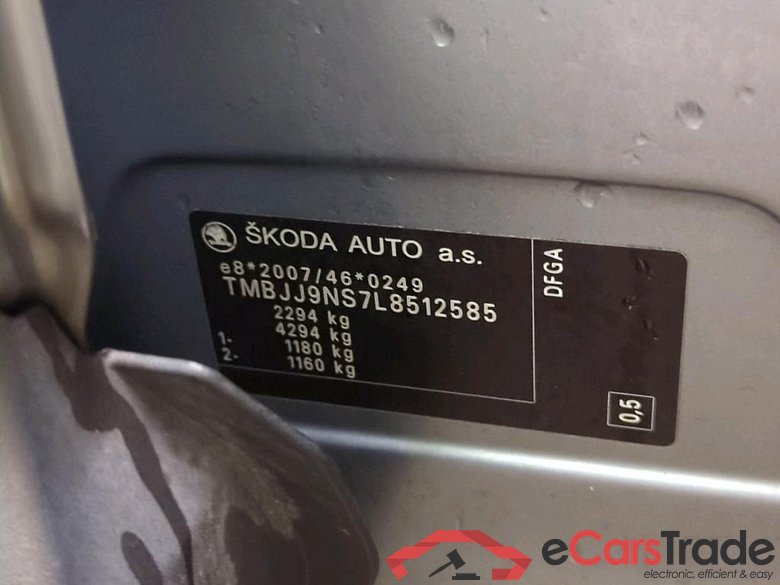 ŠKODA AUTO a.s.
e8*2007/46*0249
TMBJJ9NS7L8512585
2294 kg
4294 kg
1- 1180 kg
2- 1160 kg
DFGA
0,5
eCarsTrade
electronic, efficient & easy